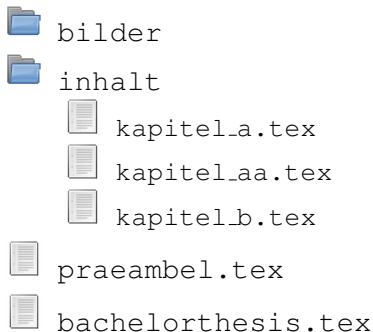 bilder
inhalt
kapitel_a.tex
kapitel_aa.tex
kapitel_b.tex
praeambel.tex
bachelorthesis.tex